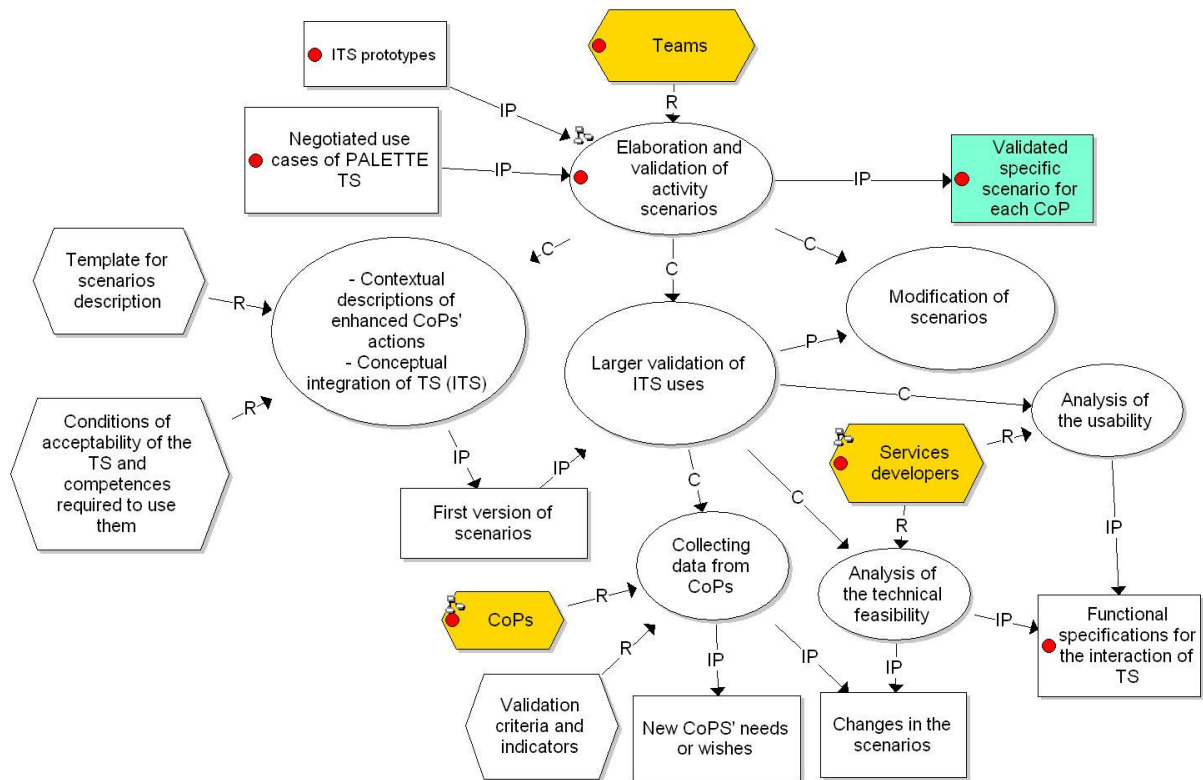 Teams
ITS prototypes
R
IP
Negotiated use
cases of PALETTE
TS
IP
Elaboration and
validation of
activity
scenarios
IP
Validated
specific
scenario for
each CoP
C
C
C
Template for
scenarios
description
R
- Contextual
descriptions of
enhanced CoPs'
actions
- Conceptual
integration of TS (ITS)
Modification of
scenarios
P
Larger validation of
ITS uses
C
Analysis of
the usability
R
Conditions of
acceptability of the
TS and
competences
required to use
them
R
Services
developers
IP
IP
First version of
scenarios
C
C
R
IP
Collecting
data from
CoPs
Analysis of
the technical
feasibility
CoPs
R
IP
Functional
specifications for
the interaction of
TS
R
IP
IP
IP
Validation
criteria and
indicators
New CoPS' needs
or wishes
Changes in the
scenarios